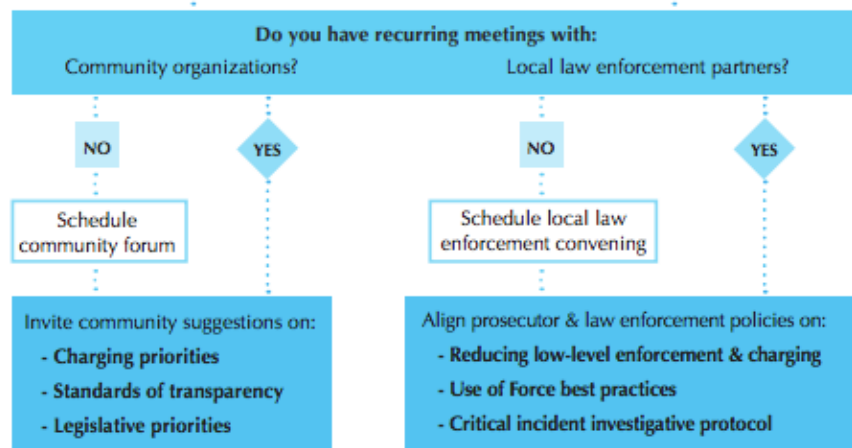 Do you have recurring meetings with:
Community organizations?
Local law enforcement partners?
NO
YES
NO
YES
Schedule
community forum
Schedule local law
enforcement convening
Invite community suggestions on:
- Charging priorities
- Standards of transparency
- Legislative priorities
Align prosecutor & law enforcement policies on:
- Reducing low-level enforcement & charging
- Use of Force best practices
- Critical incident investigative protocol